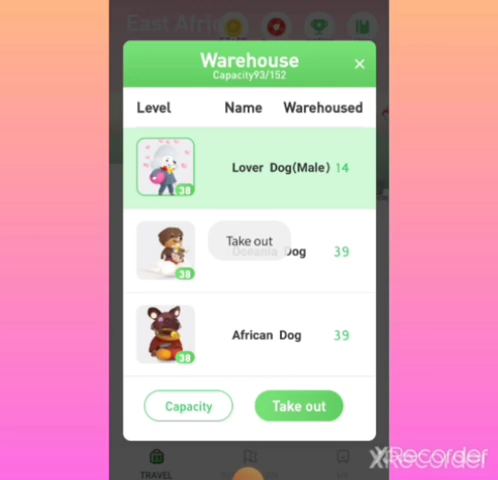 East Afri
Warehouse
Capacity93/152
Level Name Warehoused
Lover Dog(Male) 14
38
Take out
Oceania Dog 39
38
African Dog 39
38
Capacity Take out
TRAVEL
XRecorder